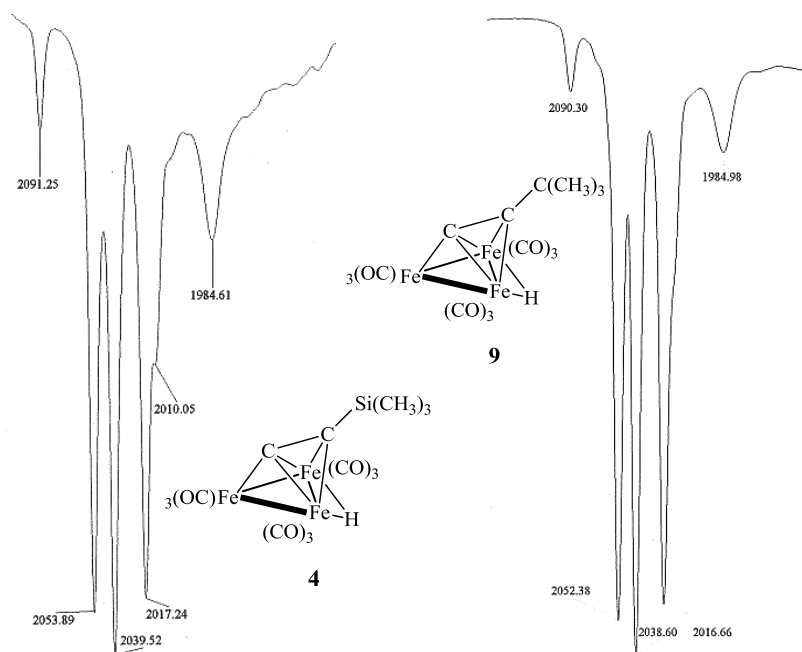 2091.25
2053.89
2039.52
2017.24
2010.05
1984.61
Si(CH₃)₃
C
C
Fe
(CO)₃
₃(OC)Fe
Fe
H
(CO)₃
4
C(CH₃)₃
C
C
Fe
(CO)₃
₃(OC)Fe
Fe
H
(CO)₃
9
2090.30
2052.38
2038.60
2016.66
1984.98